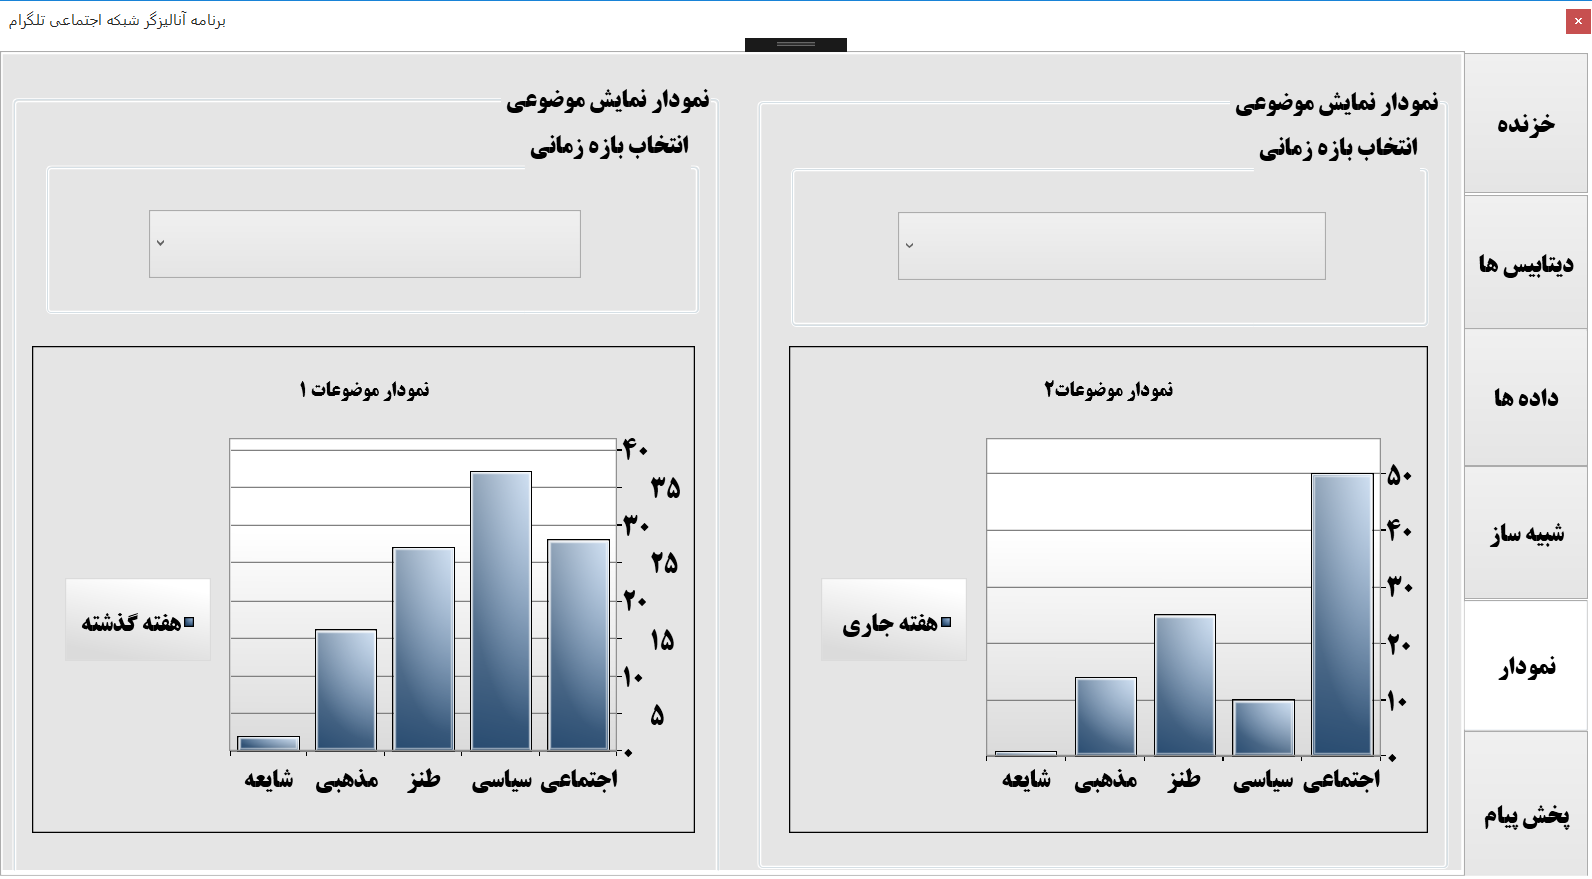 برنامه آنالیزگر شبکه اجتماعی تلگرام
خزنده
دیتابیس ها
داده ها
شبیه ساز
نمودار
پخش پیام
نمودار نمایش موضوعی
انتخاب بازه زمانی
نمودار موضوعات۲
۵۰
۴۰
۳۰
۲۰
۱۰
۰
اجتماعی سیاسی طنز مذهبی شایعه
هفته جاری
نمودار نمایش موضوعی
انتخاب بازه زمانی
نمودار موضوعات ۱
۴۰
۳۵
۳۰
۲۵
۲۰
۱۵
۱۰
۵
۰
اجتماعی سیاسی طنز مذهبی شایعه
هفته گذشته